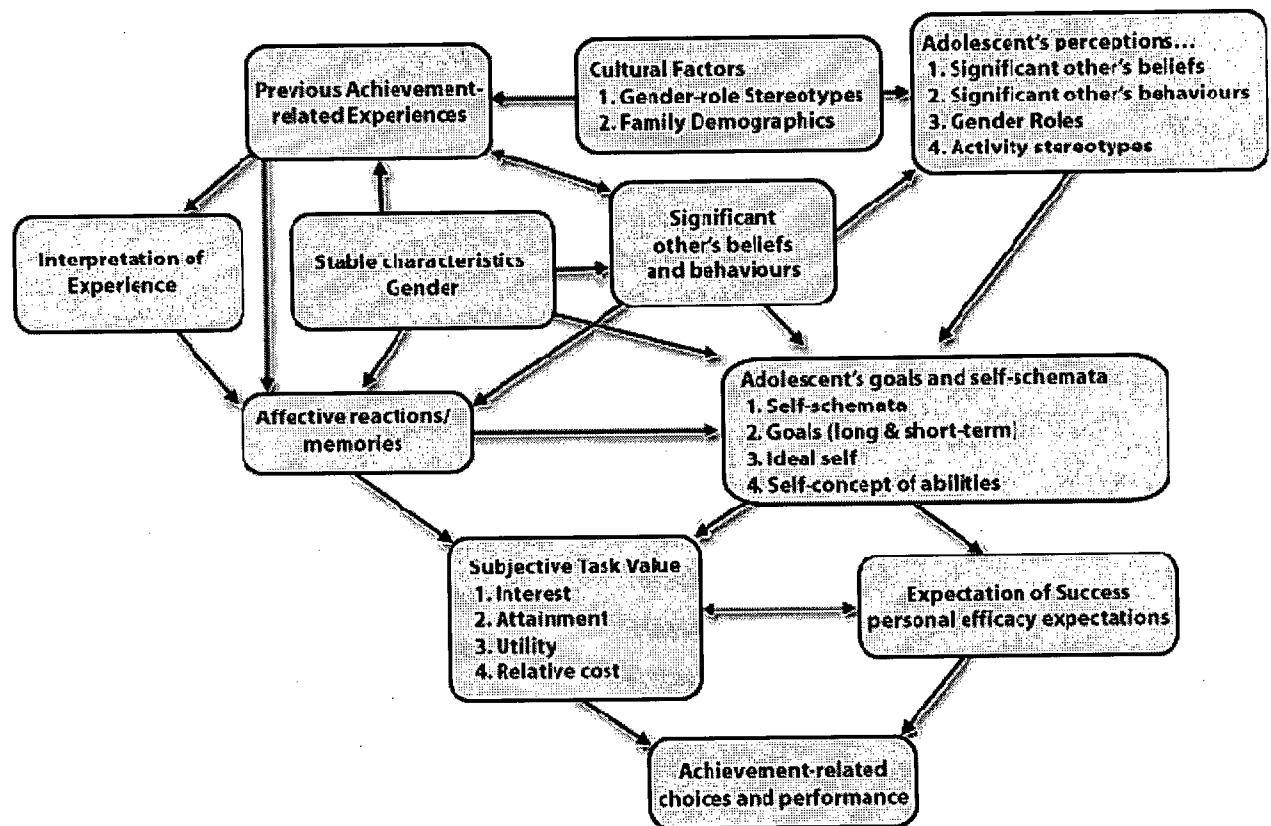 Previous Achievement-
related Experiences
Cultural Factors
1. Gender-role Stereotypes
2. Family Demographics
Adolescent's perceptions...
1. Significant other's beliefs
2. Significant other's behaviours
3. Gender Roles
4. Activity stereotypes
Interpretation of
Experience
Stable characteristics
Gender
Significant
other's beliefs
and behaviours
Affective reactions/
memories
Adolescent's goals and self-schemata
1. Self-schemata
2. Goals (long & short-term)
3. Ideal self
4. Self-concept of abilities
Subjective Task Value
1. Interest
2. Attainment
3. Utility
4. Relative cost
Expectation of Success
personal efficacy expectations
Achievement-related
choices and performance